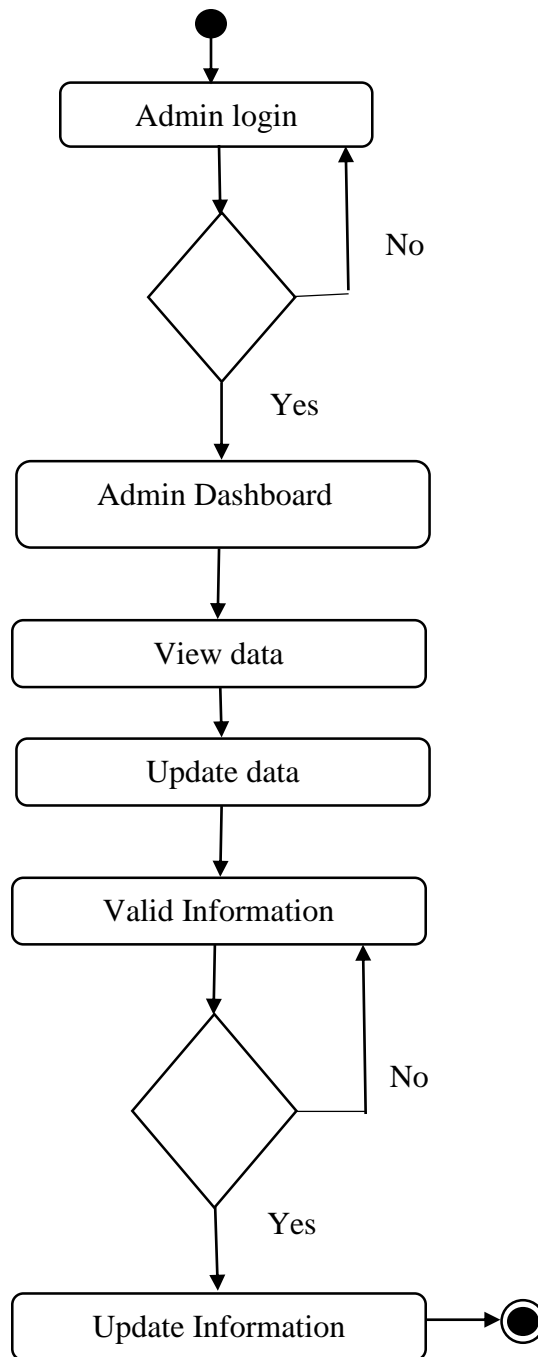 Admin login
No
Yes
Admin Dashboard
View data
Update data
Valid Information
No
Yes
Update Information